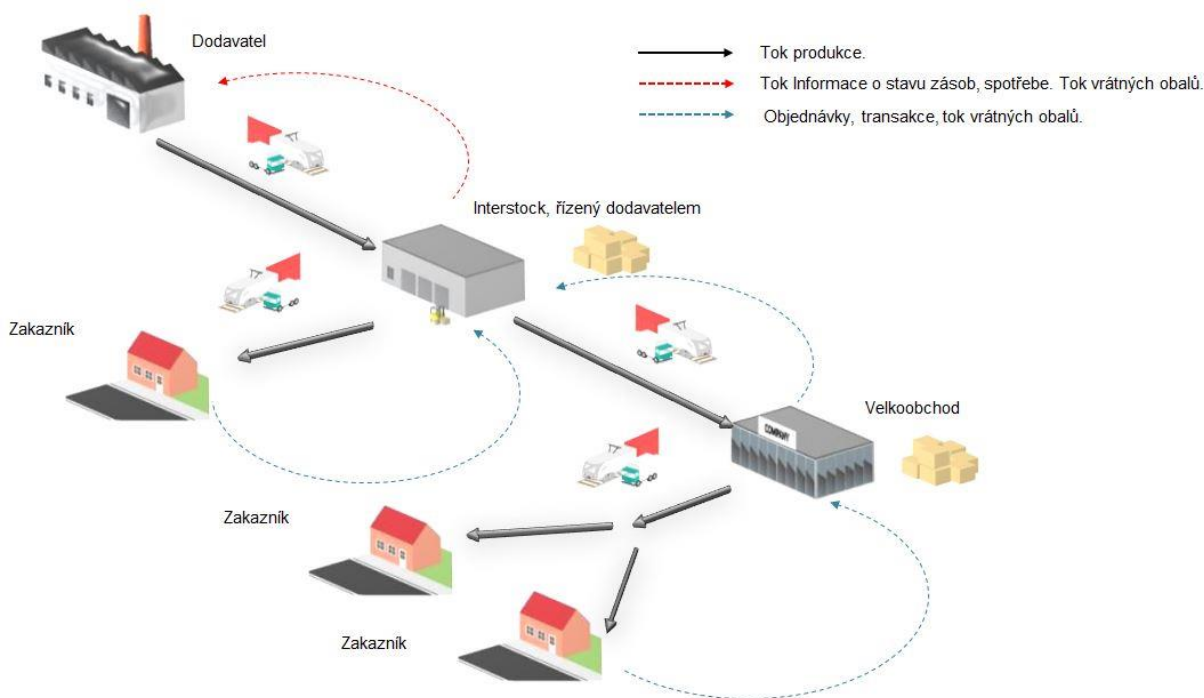 Dodavatel
Tok produkce.
Tok Informace o stavu zásob, spotřebe. Tok vrátných obalů.
Objednávky, transakce, tok vrátných obalů.
Interstock, řízený dodavatelem
Zakazník
Velkoobchod
COMPANY
Zakazník
Zakazník